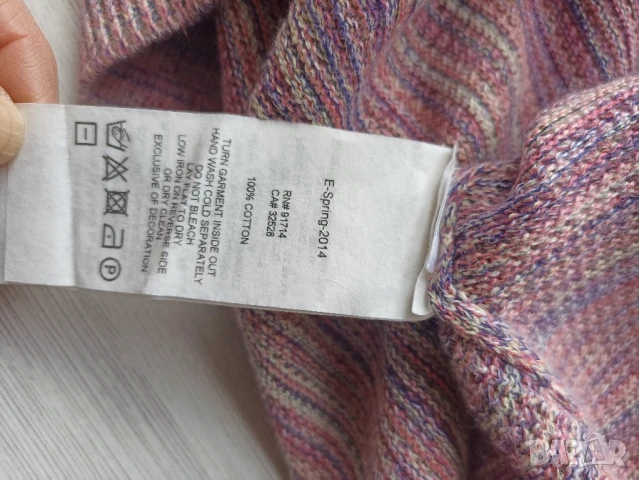 E-Spring-2014
RN# 91714
CA# 32528
100% COTTON
TURN GARMENT INSIDE OUT
HAND WASH COLD SEPARATELY
DO NOT BLEACH
LAY FLAT TO DRY
LOW IRON ON REVERSE SIDE
OR DRY CLEAN
EXCLUSIVE OF DECORATION
P
BAZAR